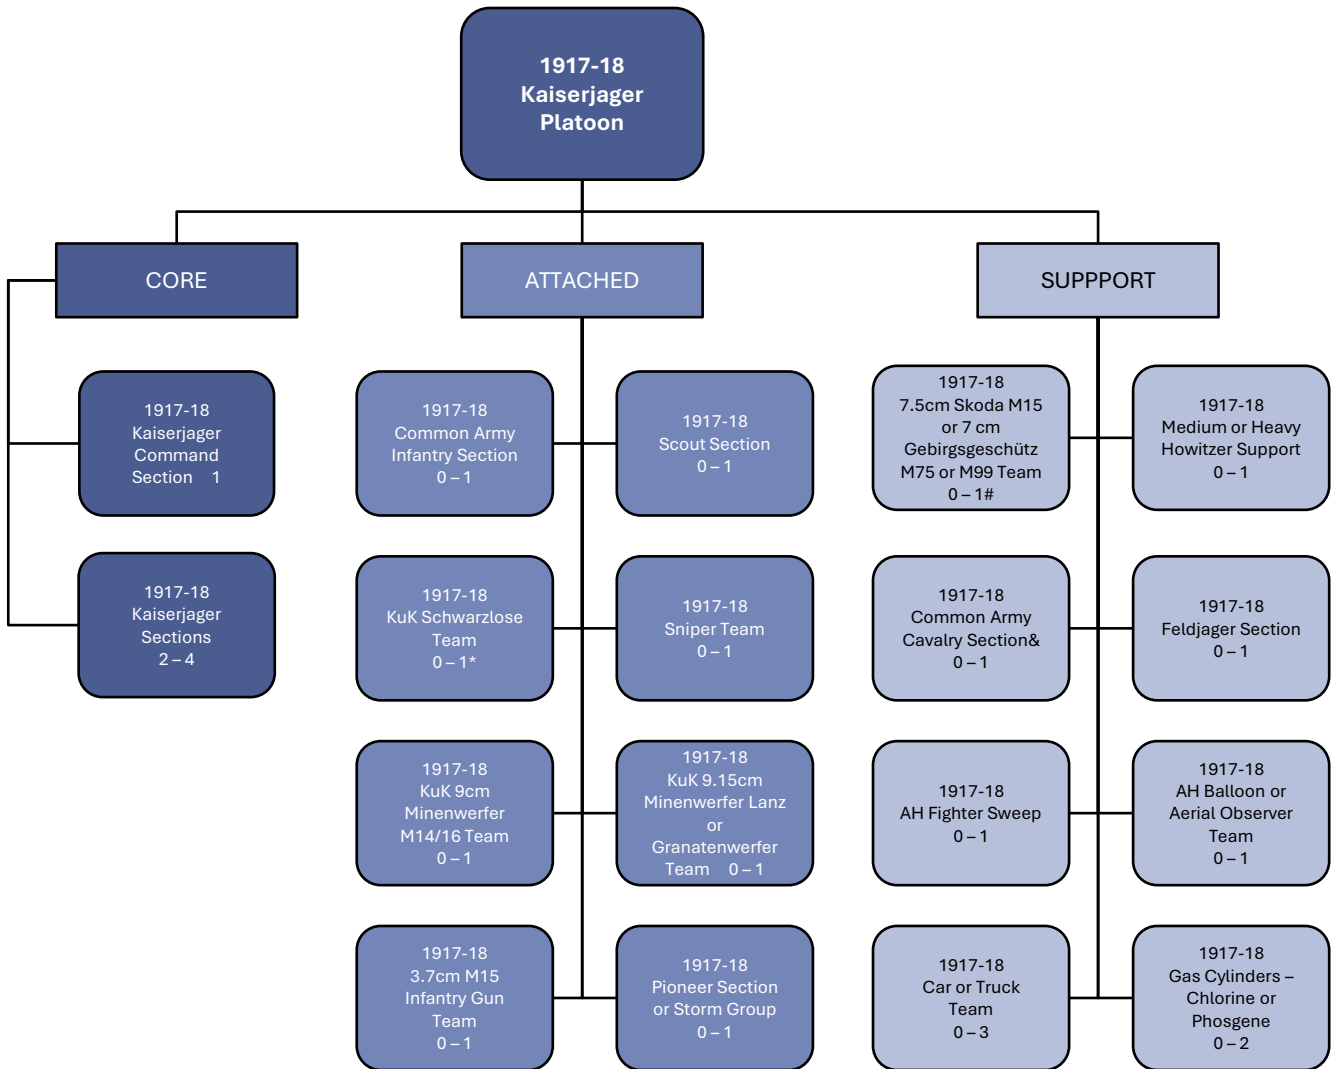 1917-18
Kaiserjager
Platoon
CORE
1917-18
Kaiserjager
Command
Section 1
1917-18
Kaiserjager
Sections
2 – 4
ATTACHED
1917-18
Common Army
Infantry Section
0 – 1
1917-18
Scout Section
0 – 1
1917-18
KuK Schwarzlose
Team
0 – 1*
1917-18
Sniper Team
0 – 1
1917-18
KuK 9cm
Minenwerfer
M14/16 Team
0 – 1
1917-18
KuK 9.15cm
Minenwerfer Lanz
or
Granatenwerfer
Team 0 – 1
1917-18
3.7cm M15
Infantry Gun
Team
0 – 1
1917-18
Pioneer Section
or Storm Group
0 – 1
SUPPPORT
1917-18
7.5cm Skoda M15
or 7 cm
Gebirgsgeschütz
M75 or M99 Team
0 – 1#
1917-18
Medium or Heavy
Howitzer Support
0 – 1
1917-18
Common Army
Cavalry Section&
0 – 1
1917-18
Feldjager Section
0 – 1
1917-18
AH Fighter Sweep
0 – 1
1917-18
AH Balloon or
Aerial Observer
Team
0 – 1
1917-18
Car or Truck
Team
0 – 3
1917-18
Gas Cylinders –
Chlorine or
Phosgene
0 – 2